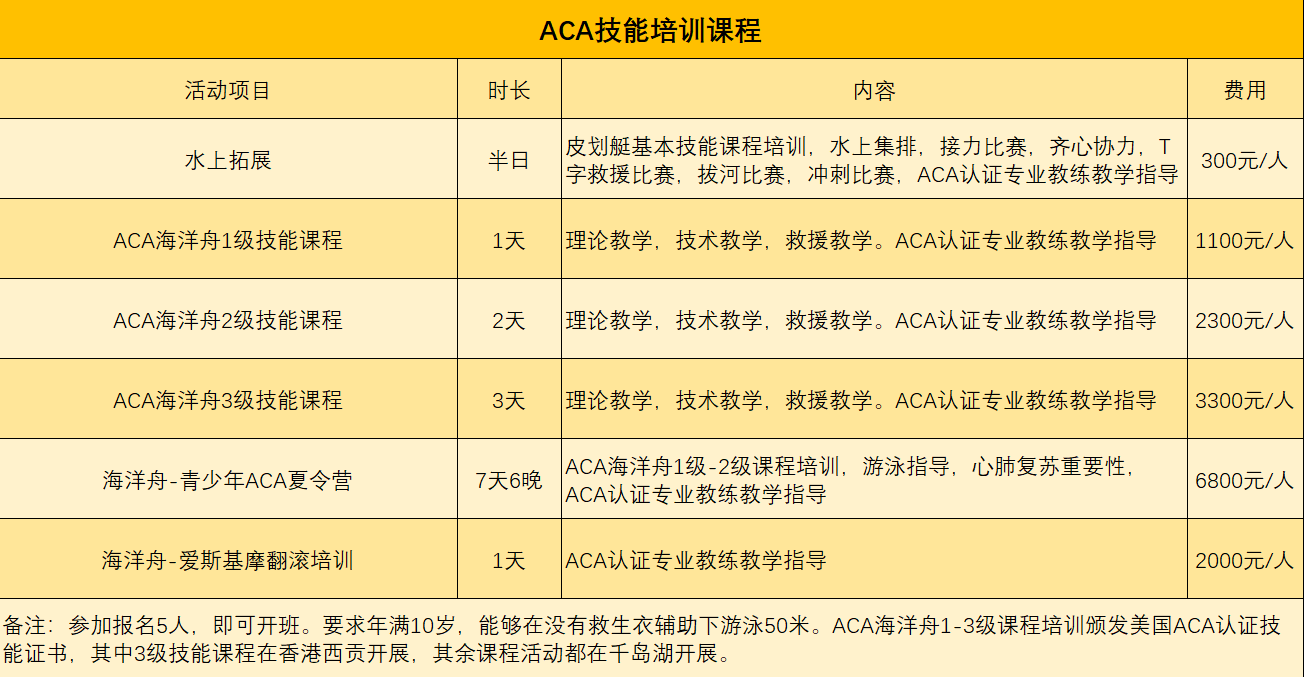 ACA技能培训课程
活动项目 时长 内容 费用
水上拓展 半日 皮划艇基本技能课程培训，水上集排，接力比赛，齐心协力，T
字救援比赛，拔河比赛，冲刺比赛，ACA认证专业教练教学指导 300元/人
ACA海洋舟1级技能课程 1天 理论教学，技术教学，救援教学。ACA认证专业教练教学指导 1100元/人
ACA海洋舟2级技能课程 2天 理论教学，技术教学，救援教学。ACA认证专业教练教学指导 2300元/人
ACA海洋舟3级技能课程 3天 理论教学，技术教学，救援教学。ACA认证专业教练教学指导 3300元/人
海洋舟-青少年ACA夏令营 7天6晚 ACA海洋舟1级-2级课程培训，游泳指导，心肺复苏重要性，
ACA认证专业教练教学指导 6800元/人
海洋舟-爱斯基摩翻滚培训 1天 ACA认证专业教练教学指导 2000元/人
备注：参加报名5人，即可开班。要求年满10岁，能够在没有救生衣辅助下游泳50米。ACA海洋舟1-3级课程培训颁发美国ACA认证技
能证书，其中3级技能课程在香港西贡开展，其余课程活动都在千岛湖开展。